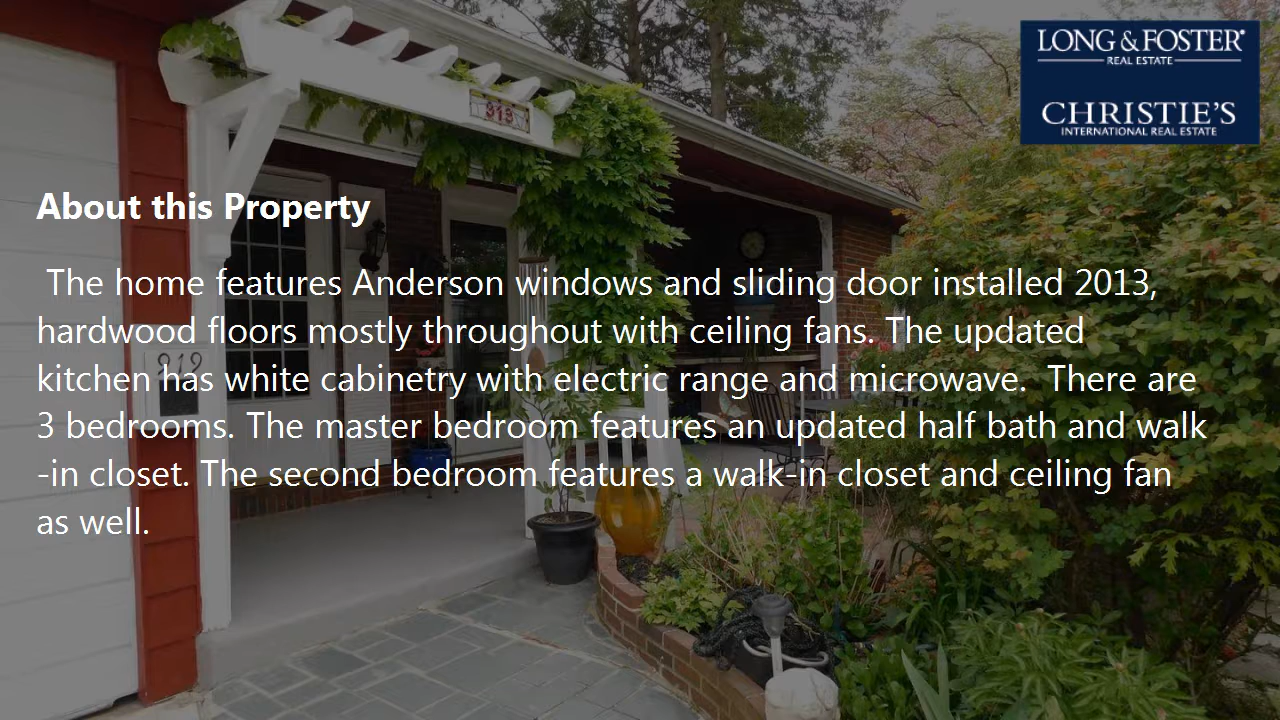 LONG & FOSTER®
REAL ESTATE
CHRISTIE'S
INTERNATIONAL REAL ESTATE
313
About this Property
The home features Anderson windows and sliding door installed 2013,
hardwood floors mostly throughout with ceiling fans. The updated
kitchen has white cabinetry with electric range and microwave. There are
3 bedrooms. The master bedroom features an updated half bath and walk
-in closet. The second bedroom features a walk-in closet and ceiling fan
as well.